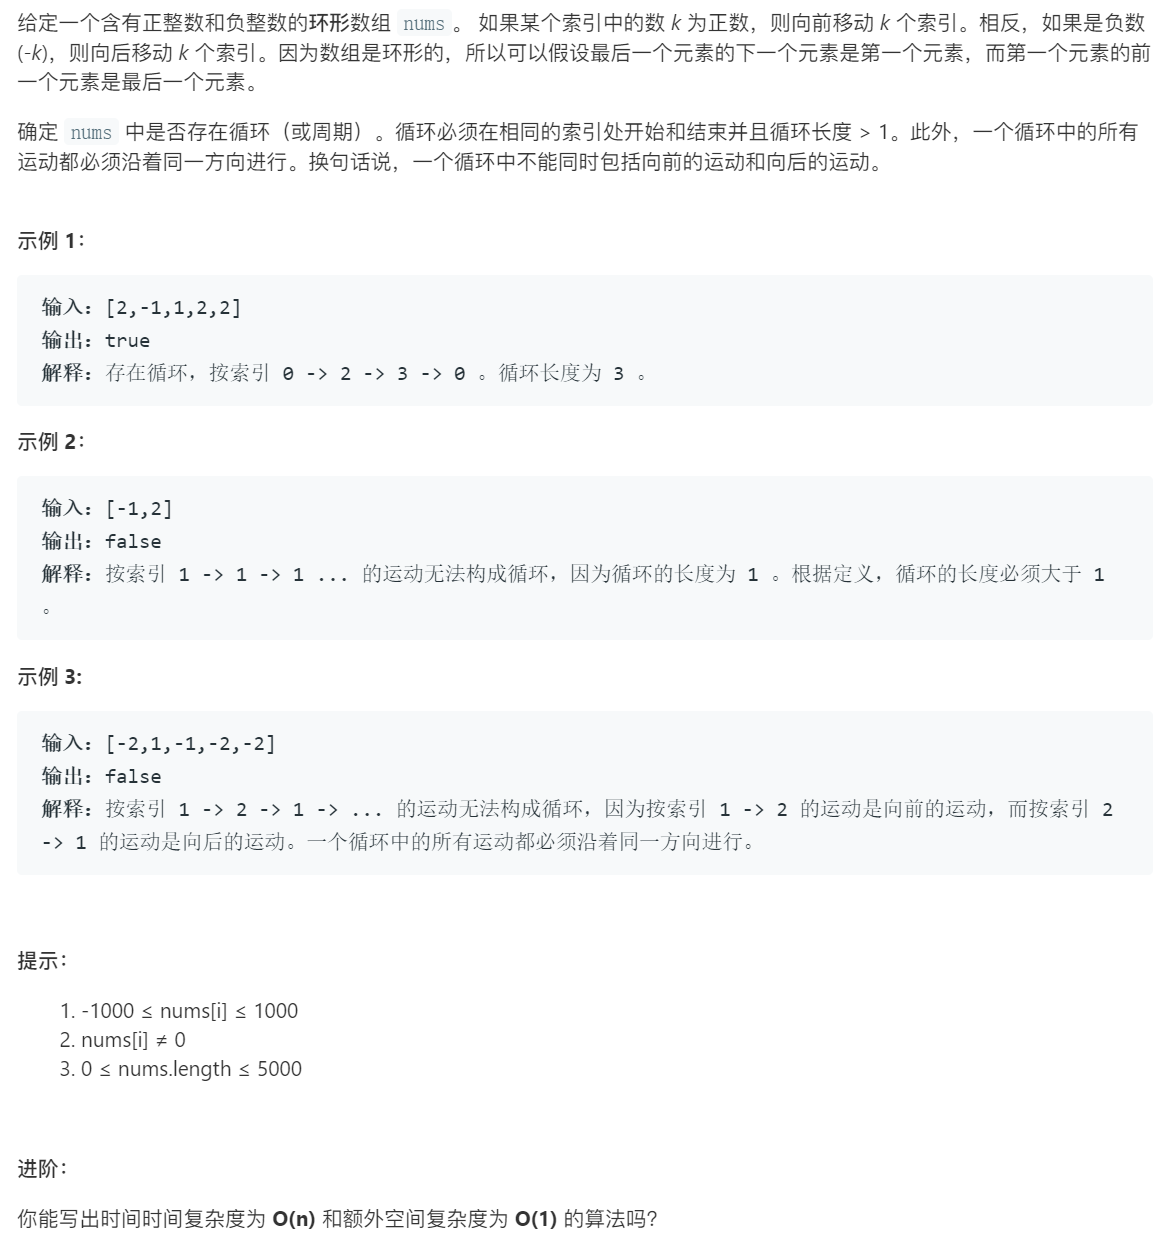 给定一个含有正整数和负整数的环形数组 nums 。 如果某个索引中的数 k 为正数，则向前移动 k 个索引。相反，如果是负数
(-k)，则向后移动 k 个索引。因为数组是环形的，所以可以假设最后一个元素的下一个元素是第一个元素，而第一个元素的前
一个元素是最后一个元素。
确定 nums 中是否存在循环（或周期）。循环必须在相同的索引处开始和结束并且循环长度 > 1。此外，一个循环中的所有
运动都必须沿着同一方向进行。换句话说，一个循环中不能同时包括向前的运动和向后的运动。
示例 1：
输入：[2,-1,1,2,2]
输出：true
解释：存在循环，按索引 0 -> 2 -> 3 -> 0 。循环长度为 3 。
示例 2：
输入：[-1,2]
输出：false
解释：按索引 1 -> 1 -> 1 ... 的运动无法构成循环，因为循环的长度为 1 。根据定义，循环的长度必须大于 1
。
示例 3:
输入：[-2,1,-1,-2,-2]
输出：false
解释：按索引 1 -> 2 -> 1 -> ... 的运动无法构成循环，因为按索引 1 -> 2 的运动是向前的运动，而按索引 2
-> 1 的运动是向后的运动。一个循环中的所有运动都必须沿着同一方向进行。
提示：
1. -1000 ≤ nums[i] ≤ 1000
2. nums[i] ≠ 0
3. 0 ≤ nums.length ≤ 5000
进阶：
你能写出时间时间复杂度为 O(n) 和额外空间复杂度为 O(1) 的算法吗？